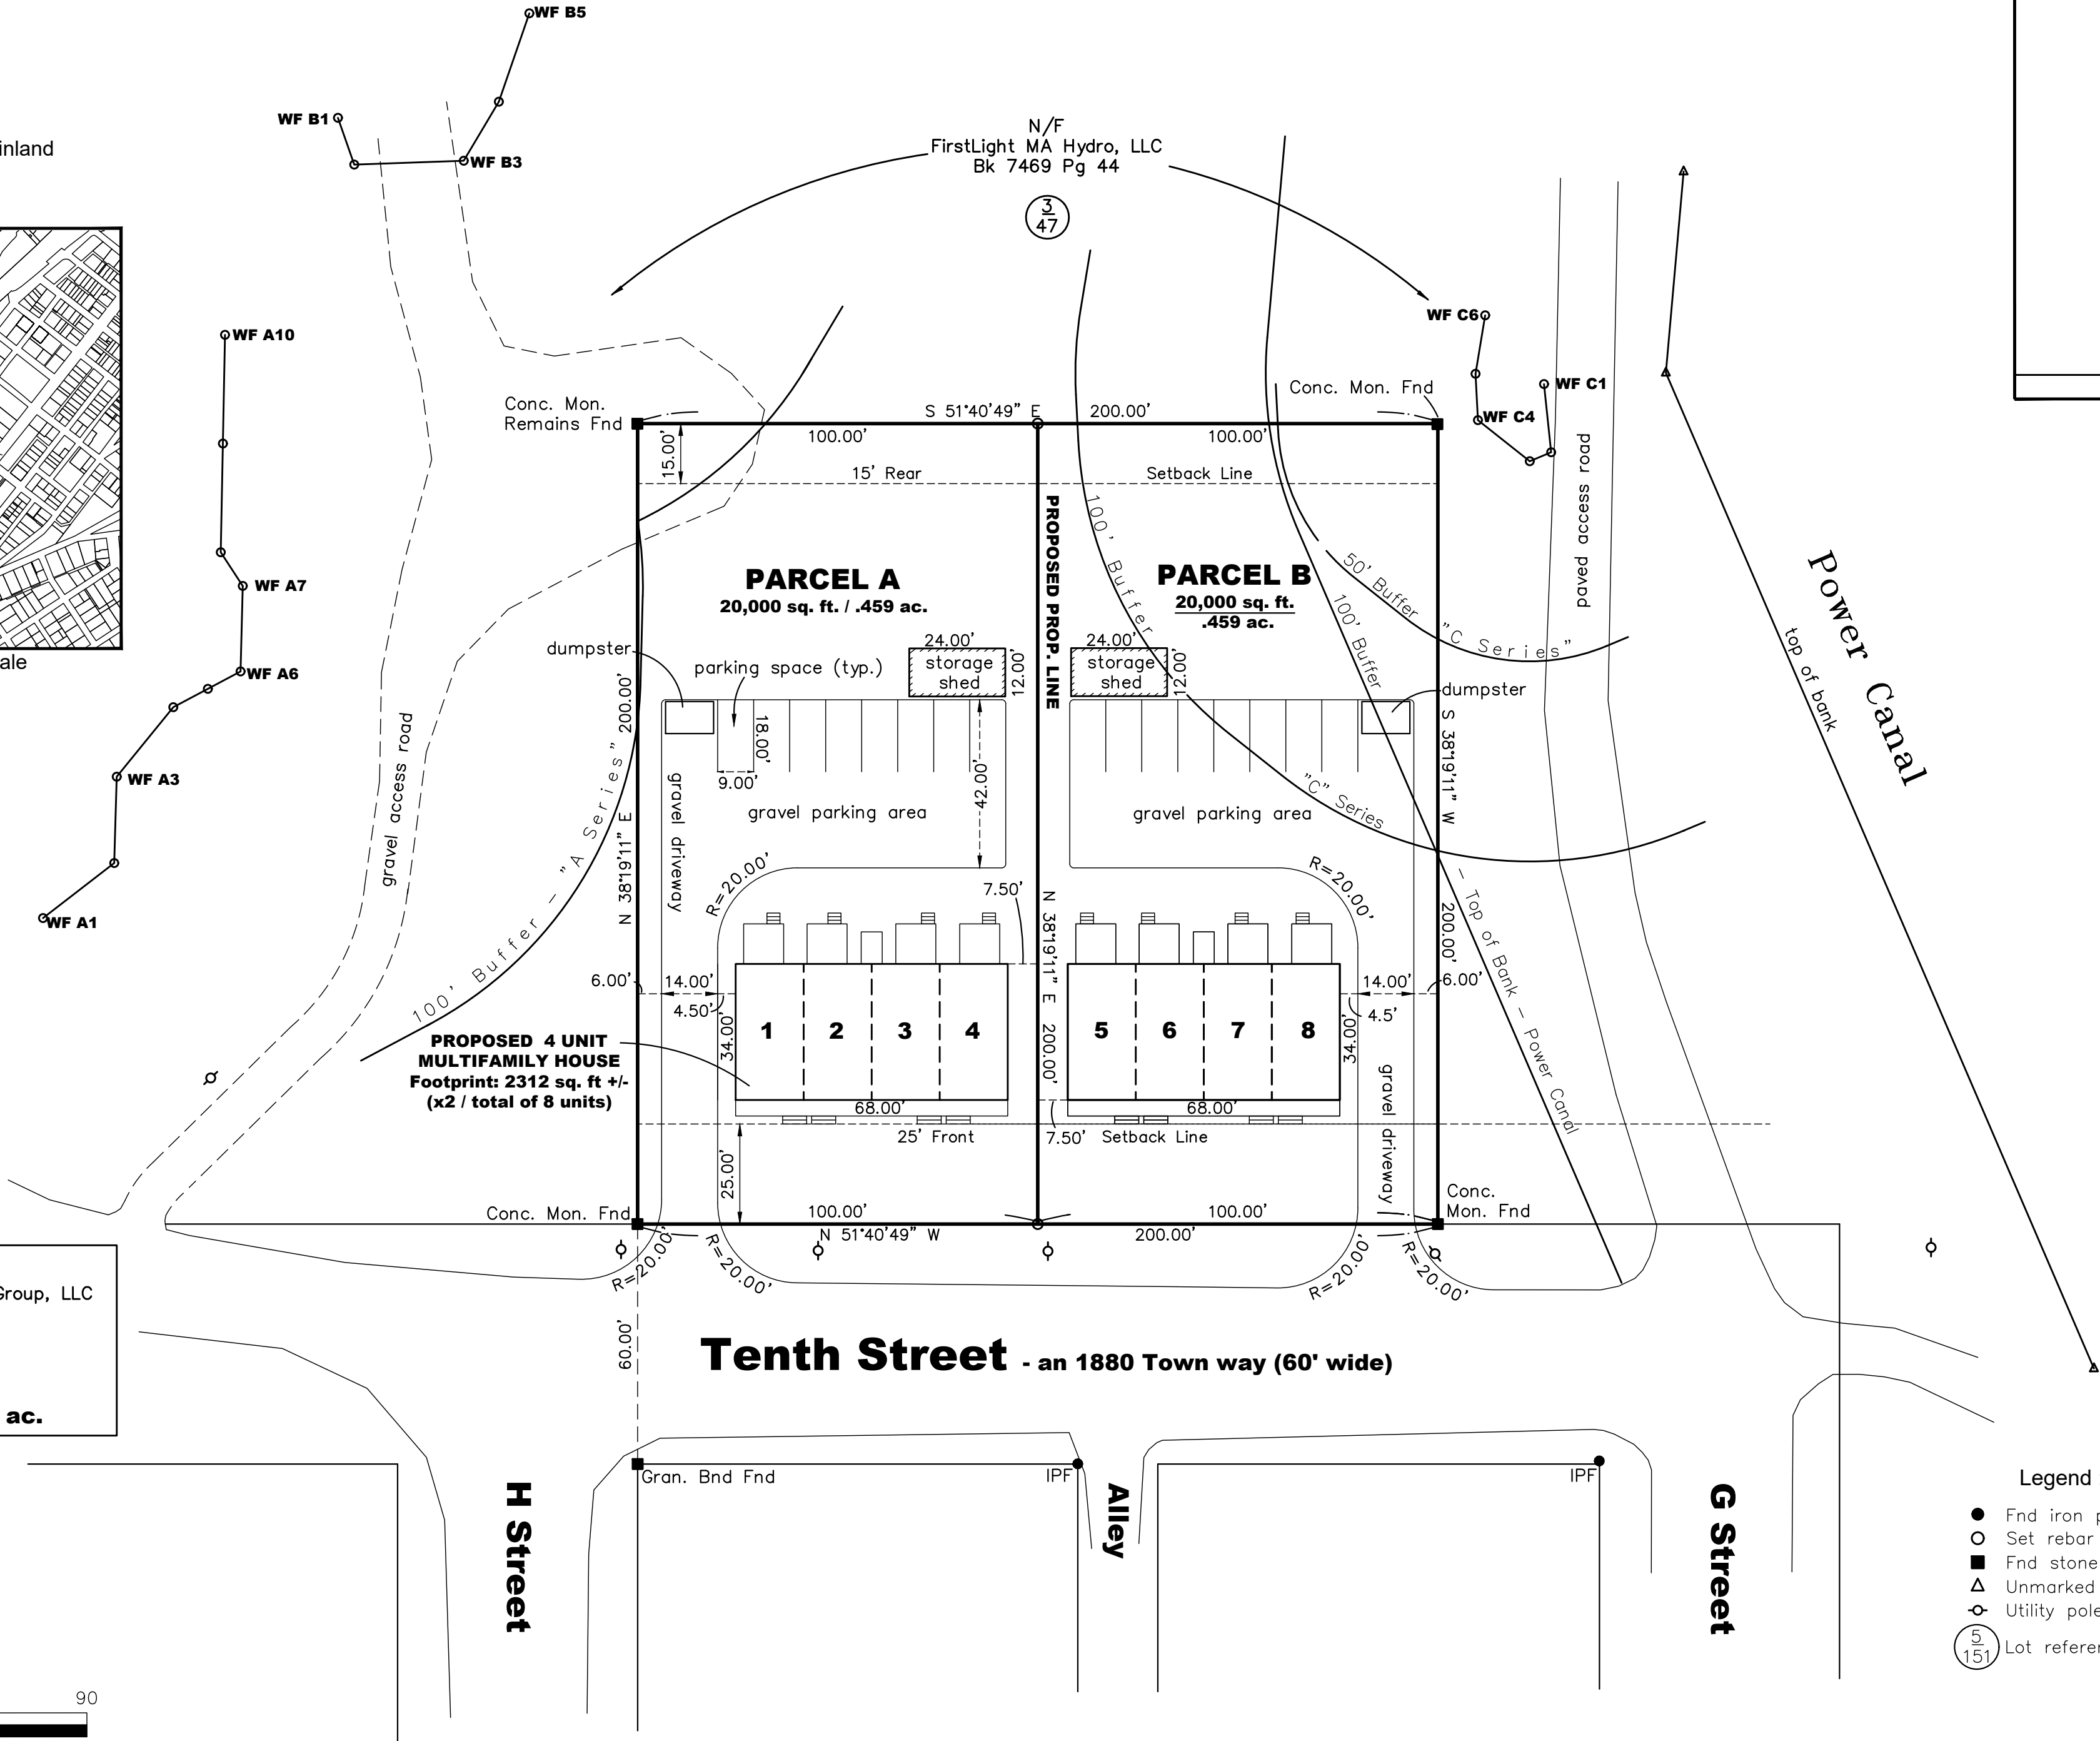 WF B5
WF B1
WF B3
inland
N/F
FirstLight MA Hydro, LLC
Bk 7469 Pg 44
3
47
WF A10
WF C6
WF C1
WF C4
Conc. Mon.
Remains Fnd
Conc. Mon. Fnd
S 51°40'49" E 200.00'
100.00'
100.00'
15.00'
15' Rear Setback Line
PROPOSED PROP. LINE
PARCEL A
20,000 sq. ft. / .459 ac.
PARCEL B
20,000 sq. ft.
.459 ac.
100' Buffer
"C" Series
50' Buffer "C Series"
100' Buffer - Top of Bank - Power Canal
paved access road
Power Canal
top of bank
ale
WF A7
WF A6
WF A3
WF A1
dumpster
parking space (typ.)
24.00'
storage
shed
12.00'
24.00'
storage
shed
12.00'
dumpster
18.00'
9.00'
42.00'
gravel parking area
gravel parking area
gravel driveway
gravel access road
100' Buffer - "A Series"
N 38°19'11" E 200.00'
S 38°19'11" W 200.00'
R=20.00'
R=20.00'
7.50'
N 38°19'11" E 200.00'
6.00'
14.00'
4.50'
34.00'
1 2 3 4
5 6 7 8
14.00'
6.00'
4.5'
34.00'
PROPOSED 4 UNIT
MULTIFAMILY HOUSE
Footprint: 2312 sq. ft +/-
(x2 / total of 8 units)
68.00'
68.00'
25' Front
7.50'
Setback Line
gravel driveway
25.00'
Conc. Mon. Fnd
100.00'
100.00'
Conc.
Mon. Fnd
N 51°40'49" W 200.00'
R=20.00'
R=20.00'
R=20.00'
R=20.00'
Group, LLC
60.00'
Tenth Street - an 1880 Town way (60' wide)
ac.
Gran. Bnd Fnd
IPF
IPF
H Street
Alley
G Street
Legend
Fnd iron p
Set rebar
Fnd stone
Unmarked
Utility pole
5
151
Lot refere
90